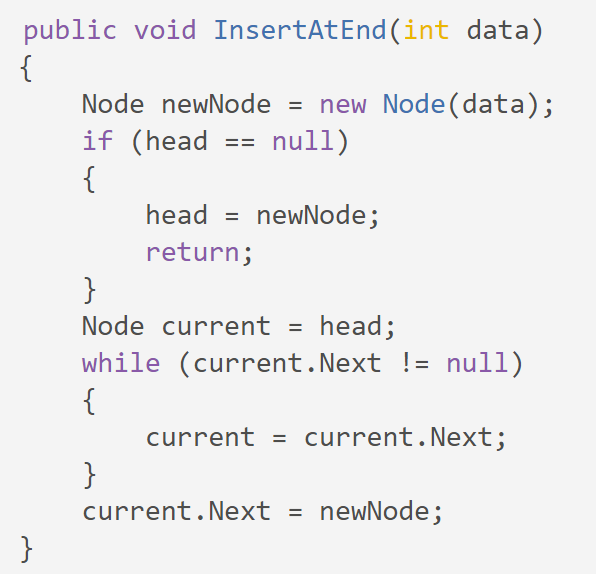 public void InsertAtEnd(int data)
{
    Node newNode = new Node(data);
    if (head == null)
    {
        head = newNode;
        return;
    }
    Node current = head;
    while (current.Next != null)
    {
        current = current.Next;
    }
    current.Next = newNode;
}